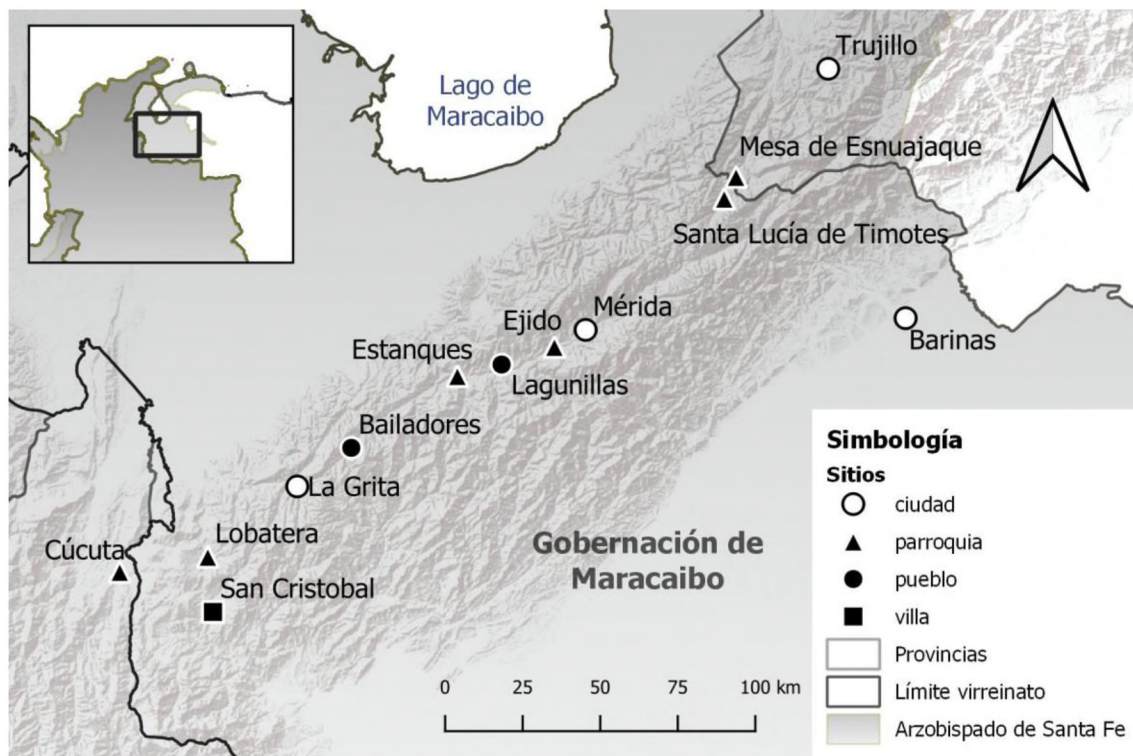 Lago de
Maracaibo
Trujillo
Mesa de Esnuajaque
Santa Lucía de Timotes
Mérida
Ejido
Barinas
Estanques
Lagunillas
Bailadores
La Grita
Lobatera
Cúcuta
San Cristobal
Gobernación de
Maracaibo
0 25 50 75 100 km
Simbología
Sitios
ciudad
parroquia
pueblo
villa
Provincias
Límite virreinato
Arzobispado de Santa Fe